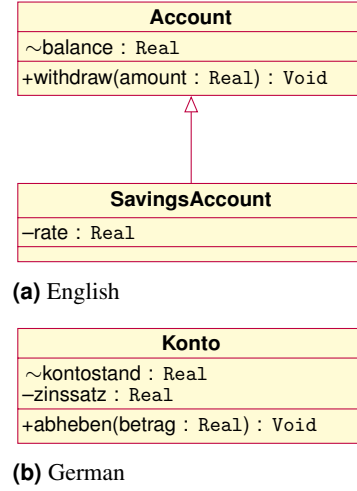 Account
~balance : Real
+withdraw(amount : Real) : Void
SavingsAccount
–rate : Real
(a) English
Konto
~kontostand : Real
–zinssatz : Real
+abheben(betrag : Real) : Void
(b) German